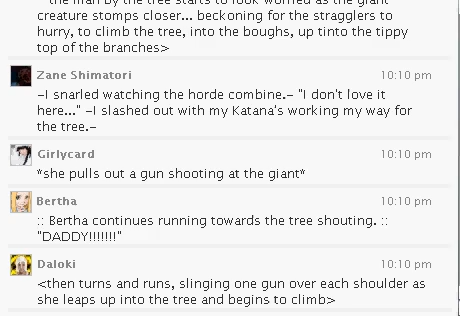 the man by the tree starts to look worried as the giant
creature stomps closer... beckoning for the stragglers to
hurry, to climb the tree, into the boughs, up tinto the tippy
top of the branches>
Zane Shimatori 10:10 pm
~I snarled watching the horde combine.~ "I don't love it
here..." ~I slashed out with my Katana's working my way for
the tree.~
Girlycard 10:10 pm
*she pulls out a gun shooting at the giant*
Bertha 10:10 pm
:: Bertha continues running towards the tree shouting. ::
"DADDY!!!!!!!"
Daloki 10:10 pm
<then turns and runs, slinging one gun over each shoulder as
she leaps up into the tree and begins to climb>